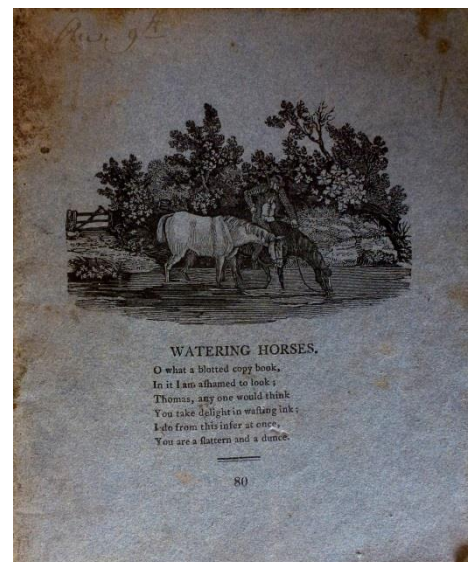 WATERING HORSES.
O what a blotted copy book,
In it I am aſhamed to look ;
Thomas, any one would think
You take delight in waſting ink :
I do from this infer at once,
You are a ſlattern and a dunce.
80